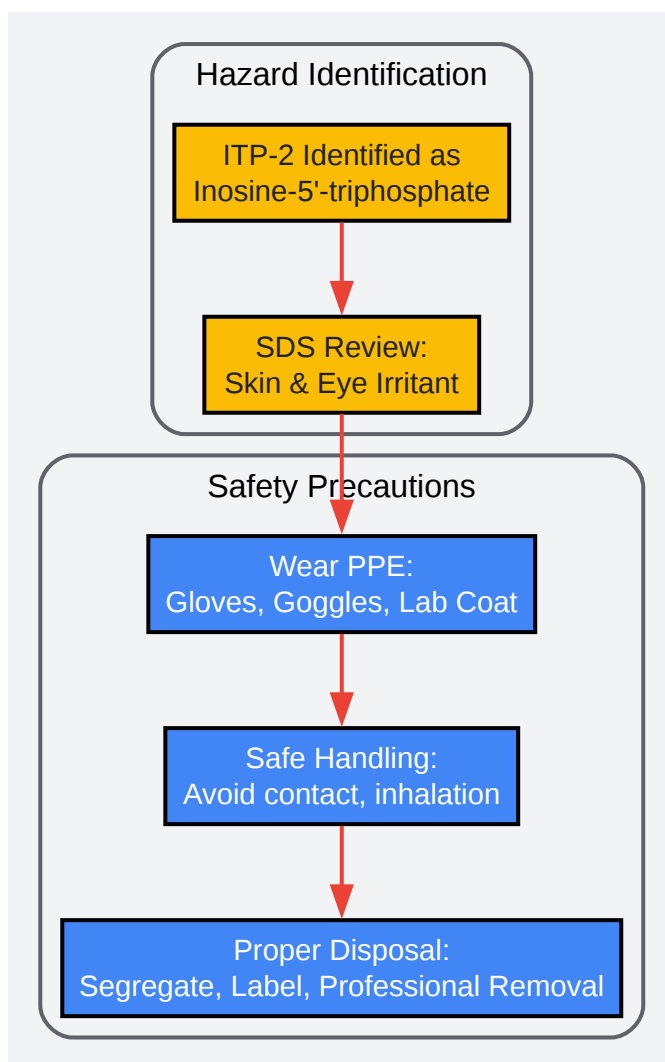 Hazard Identification
ITP-2 Identified as
Inosine-5'-triphosphate
SDS Review:
Skin & Eye Irritant
Safety Precautions
Wear PPE:
Gloves, Goggles, Lab Coat
Safe Handling:
Avoid contact, inhalation
Proper Disposal:
Segregate, Label, Professional Removal